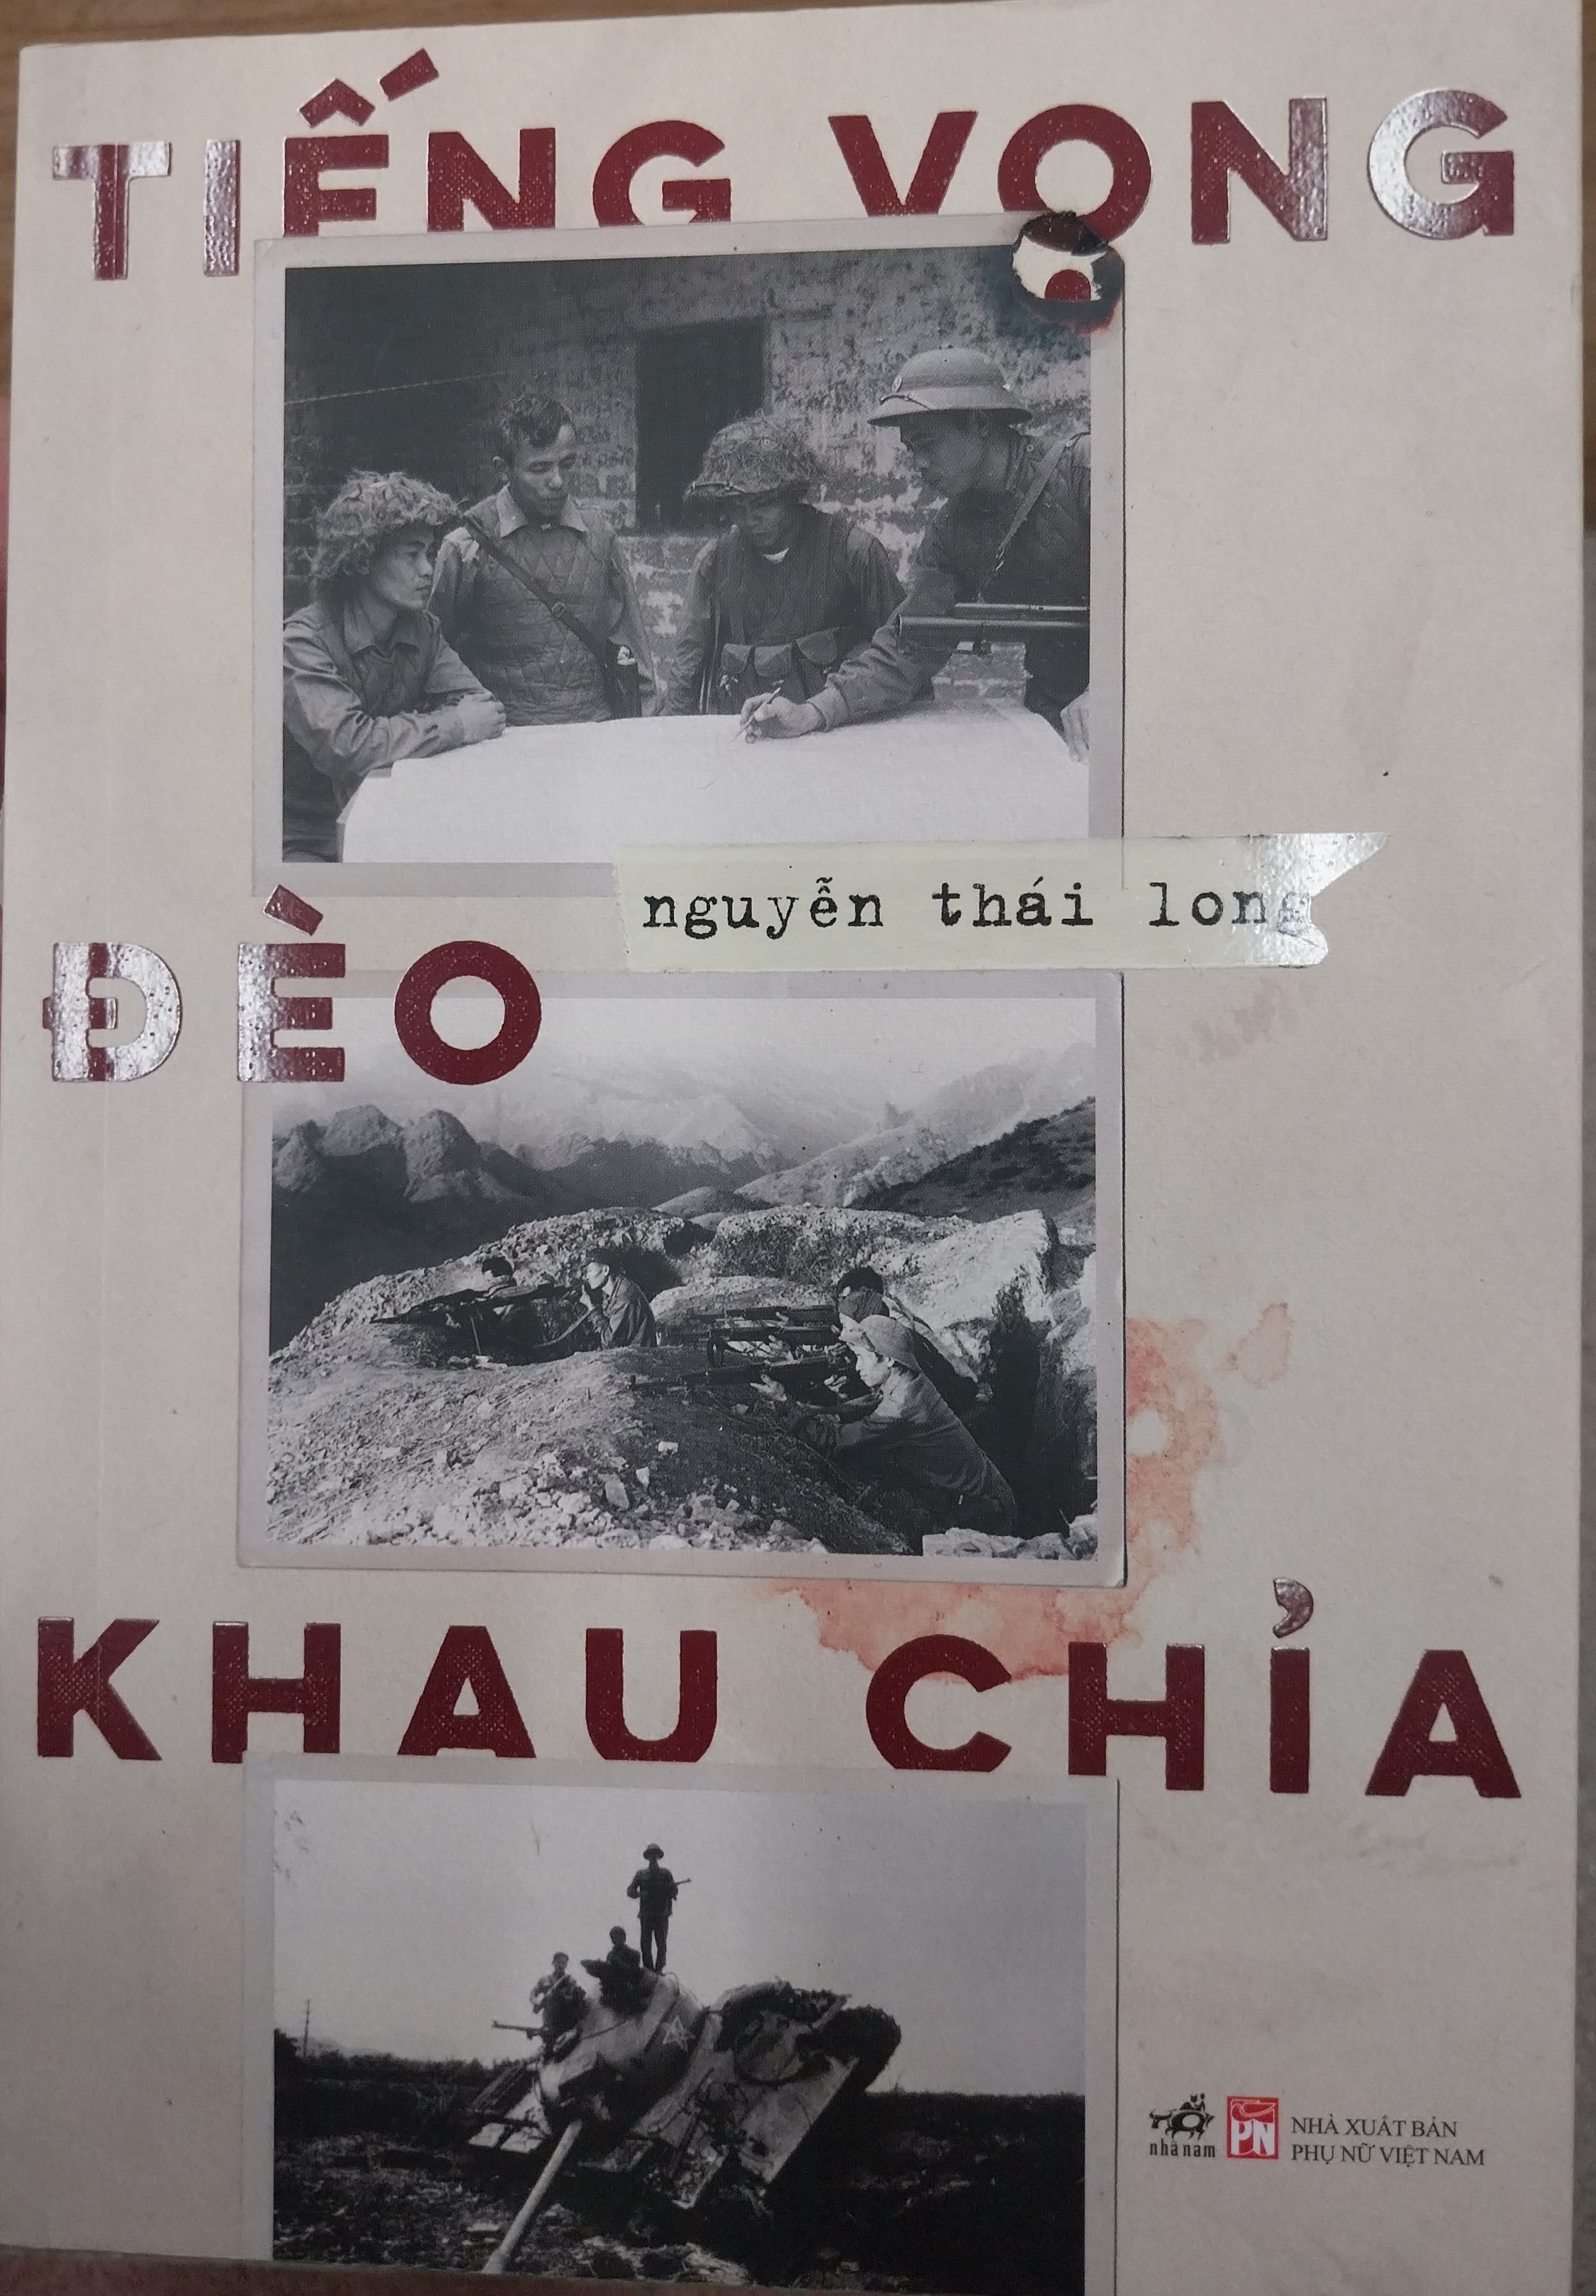 TIẾNG VỌNG
nguyễn thái long
ĐÈO
KHAU CHỈA
nhã nam
PN
NHÀ XUẤT BẢN
PHỤ NỮ VIỆT NAM